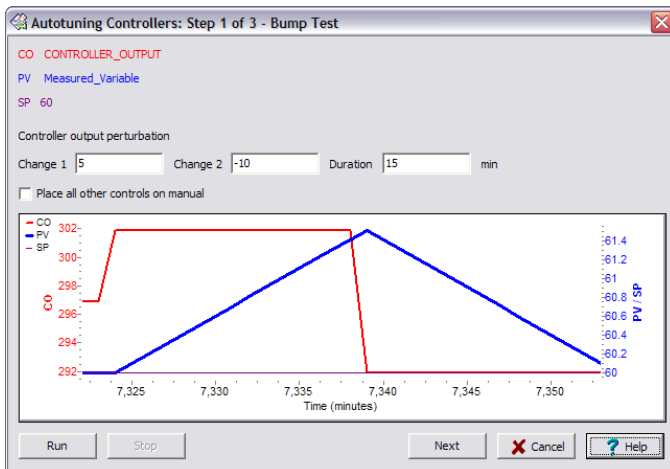 Autotuning Controllers: Step 1 of 3 - Bump Test
CO CONTROLLER_OUTPUT
PV Measured_Variable
SP 60
Controller output perturbation
Change 1 5 Change 2 -10 Duration 15 min
Place all other controls on manual
CO
PV
SP
302
300
298
296
294
292
CO
61.4
61.2
61
60.8
60.6
60.4
60.2
60
PV / SP
7,325 7,330 7,335 7,340 7,345 7,350
Time (minutes)
Run Stop Next Cancel ? Help